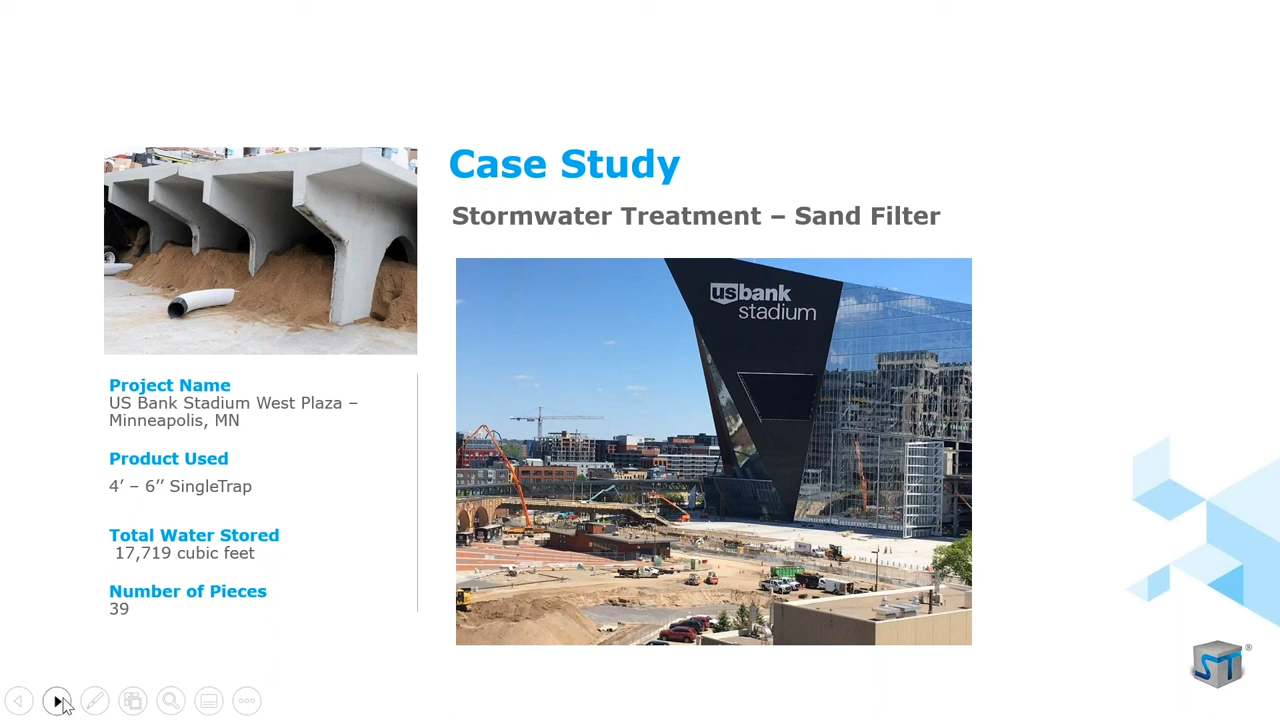 Case Study
Stormwater Treatment – Sand Filter
usbank
stadium
Project Name
US Bank Stadium West Plaza –
Minneapolis, MN
Product Used
4’ – 6’’ SingleTrap
Total Water Stored
17,719 cubic feet
Number of Pieces
39
ST®